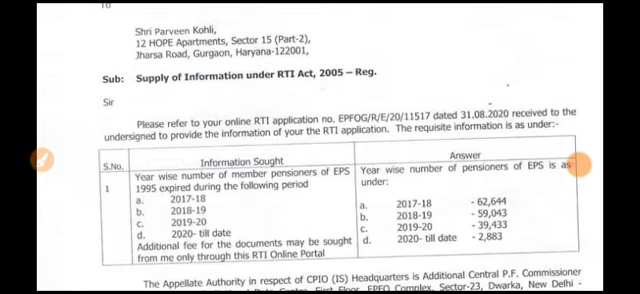 To
Shri Parveen Kohli,
12 HOPE Apartments, Sector 15 (Part-2),
Jharsa Road, Gurgaon, Haryana-122001,
Sub: Supply of Information under RTI Act, 2005 – Reg.
Sir
Please refer to your online RTI application no. EPFOG/R/E/20/11517 dated 31.08.2020 received to the
undersigned to provide the information of your the RTI application. The requisite information is as under:-
S.No. Information Sought Answer
1 Year wise number of member pensioners of EPS
1995 expired during the following period
a. 2017-18
b. 2018-19
c. 2019-20
d. 2020- till date
Additional fee for the documents may be sought
from me only through this RTI Online Portal
Year wise number of pensioners of EPS is as
under:
a. 2017-18 - 62,644
b. 2018-19 - 59,043
c. 2019-20 - 39,433
d. 2020- till date - 2,883
The Appellate Authority in respect of CPIO (IS) Headquarters is Additional Central P.F. Commissioner
First Floor, EPFO Complex, Sector-23, Dwarka, New Delhi -